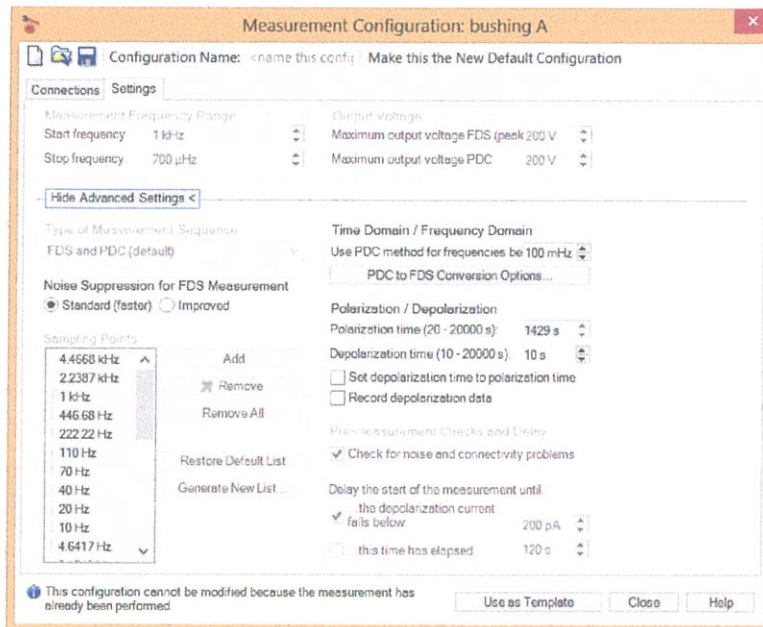 Measurement Configuration: bushing A
Configuration Name: <name this config Make this the New Default Configuration
Connections Settings
Measurement Frequency Range
Start frequency 1 kHz
Stop frequency 700 µHz
Output Voltage
Maximum output voltage FDS (peak 200 V
Maximum output voltage PDC 200 V
Hide Advanced Settings <
Type of Measurement Sequence
FDS and PDC (default)
Noise Suppression for FDS Measurement
Standard (faster) Improved
Sampling Points
4.4668 kHz
2.2387 kHz
1 kHz
446.68 Hz
222.22 Hz
110 Hz
70 Hz
40 Hz
20 Hz
10 Hz
4.6417 Hz
Add
Remove
Remove All
Restore Default List
Generate New List...
Time Domain / Frequency Domain
Use PDC method for frequencies be 100 mHz
PDC to FDS Conversion Options...
Polarization / Depolarization
Polarization time (20 - 20000 s): 1429 s
Depolarization time (10 - 20000 s): 10 s
Set depolarization time to polarization time
Record depolarization data
Pre-measurement Checks and Delay
Check for noise and connectivity problems
Delay the start of the measurement until
the depolarization current
falls below 200 pA
this time has elapsed 120 s
This configuration cannot be modified because the measurement has
already been performed
Use as Template Close Help